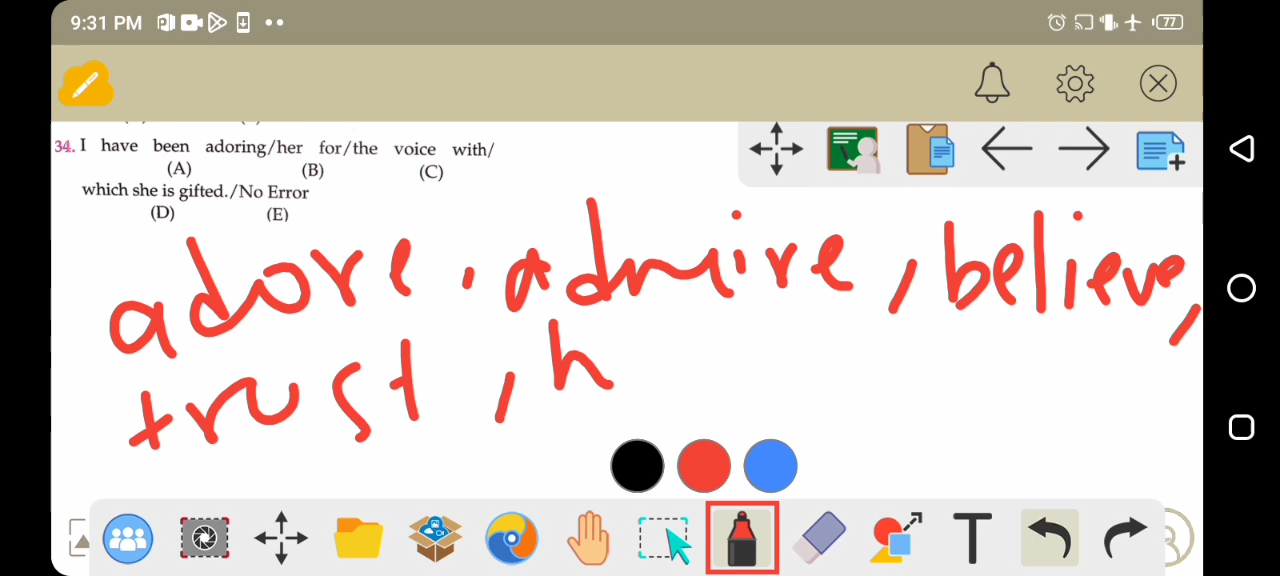 9:31 PM
77
34. I have been adoring/her for/the voice with/
(A) (B) (C)
which she is gifted./No Error
(D) (E)
adore, admire, believe,
trust, h
T